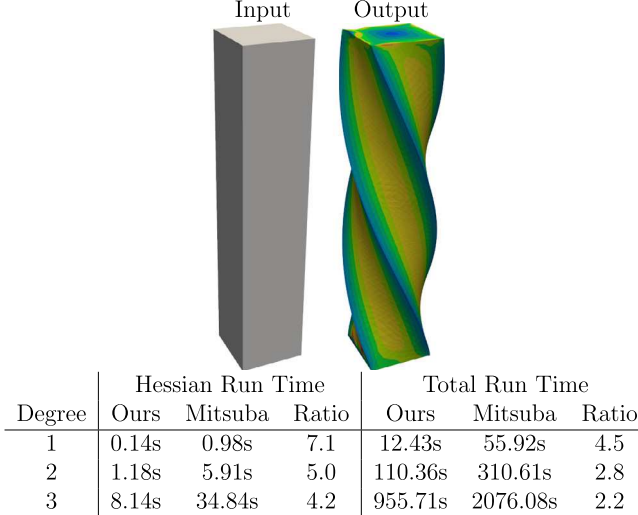 Input Output
Hessian Run Time Total Run Time
Degree Ours Mitsuba Ratio Ours Mitsuba Ratio
1 0.14s 0.98s 7.1 12.43s 55.92s 4.5
2 1.18s 5.91s 5.0 110.36s 310.61s 2.8
3 8.14s 34.84s 4.2 955.71s 2076.08s 2.2